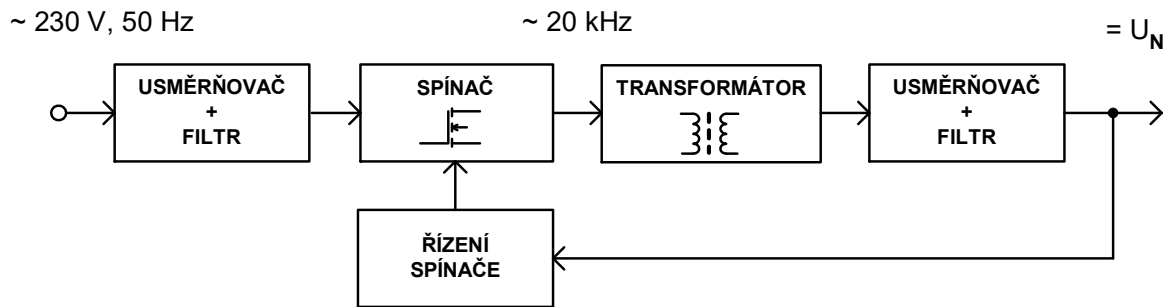 ~ 230 V, 50 Hz
~ 20 kHz
= U_N
USMĚRŇOVAČ
+
FILTR
SPÍNAČ
TRANSFORMÁTOR
USMĚRŇOVAČ
+
FILTR
ŘÍZENÍ
SPÍNAČE